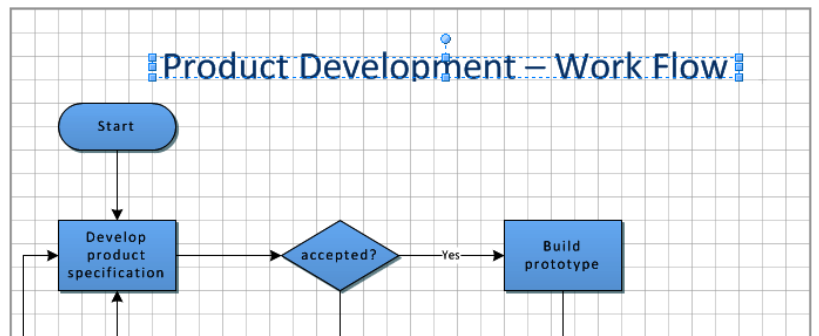 Product Development – Work Flow
Start
Develop
product
specification
accepted?
Yes
Build
prototype